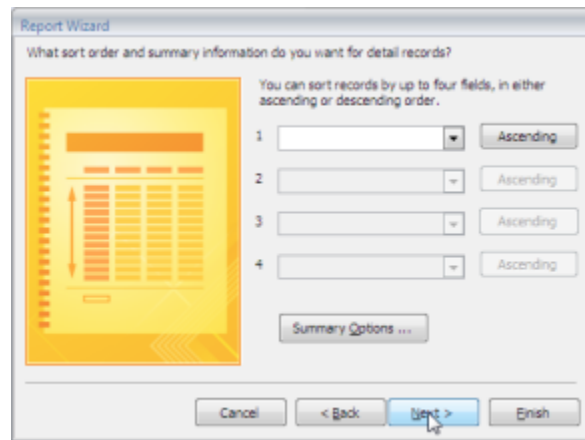 Report Wizard
What sort order and summary information do you want for detail records?
You can sort records by up to four fields, in either
ascending or descending order.
1 Ascending
2 Ascending
3 Ascending
4 Ascending
Summary Options ...
Cancel < Back Next > Finish